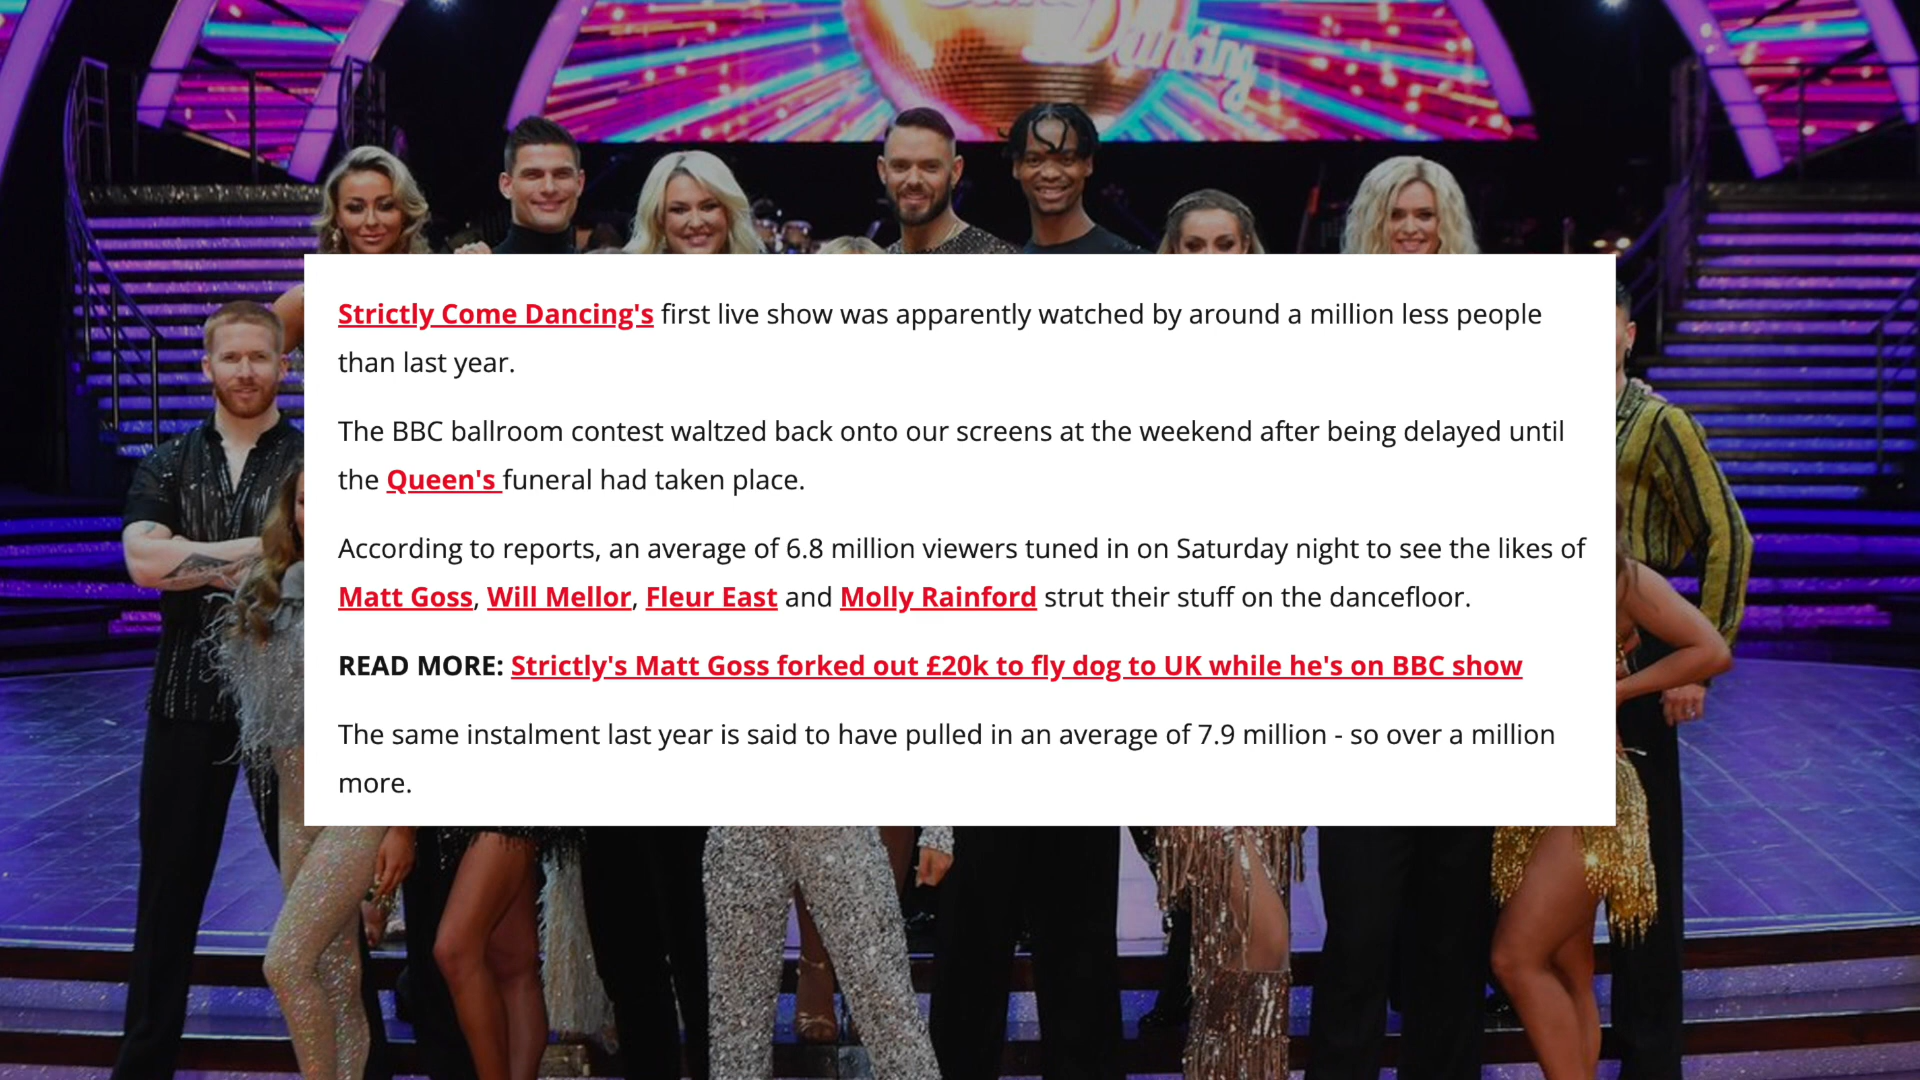 Dancing
Strictly Come Dancing's first live show was apparently watched by around a million less people
than last year.
The BBC ballroom contest waltzed back onto our screens at the weekend after being delayed until
the Queen's funeral had taken place.
According to reports, an average of 6.8 million viewers tuned in on Saturday night to see the likes of
Matt Goss, Will Mellor, Fleur East and Molly Rainford strut their stuff on the dancefloor.
READ MORE: Strictly's Matt Goss forked out £20k to fly dog to UK while he's on BBC show
The same instalment last year is said to have pulled in an average of 7.9 million - so over a million
more.